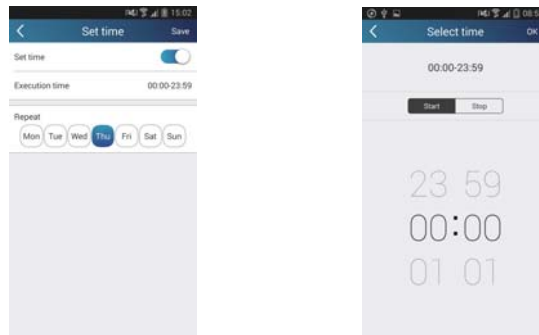 15:02
Set time
Save
Set time
Execution time 00:00-23:59
Repeat
Mon Tue Wed Thu Fri Sat Sun
Select time
OK
00:00-23:59
Start Stop
23 59
00:00
01 01